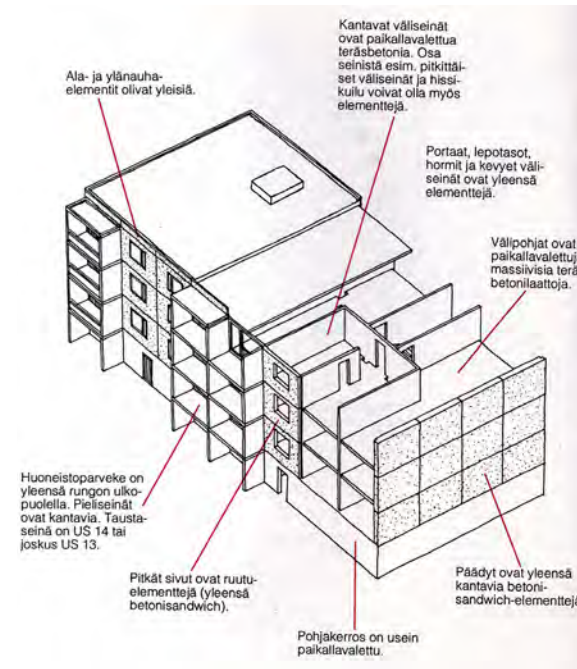 Kantavat väliseinät
ovat paikallavalettua
teräsbetonia. Osa
seinistä esim. pitkittäi-
set väliseinät ja hissi-
kuilu voivat olla myös
elementtejä.
Ala- ja ylänauha-
elementit olivat yleisiä.
Portaat, lepotasot,
hormit ja kevyet väli-
seinät ovat yleensä
elementtejä.
Välipohjat ovat
paikallavalettuj
massiivisia terä
betonilaattoja.
Huoneistoparveke on
yleensä rungon ulko-
puolella. Pieliseinät
ovat kantavia. Tausta-
seinä on US 14 tai
joskus US 13.
Pitkät sivut ovat ruutu-
elementtejä (yleensä
betonisandwich).
Päädyt ovat yleensä
kantavia betoni-
sandwich-elementtejä
Pohjakerros on usein
paikallavalettu.